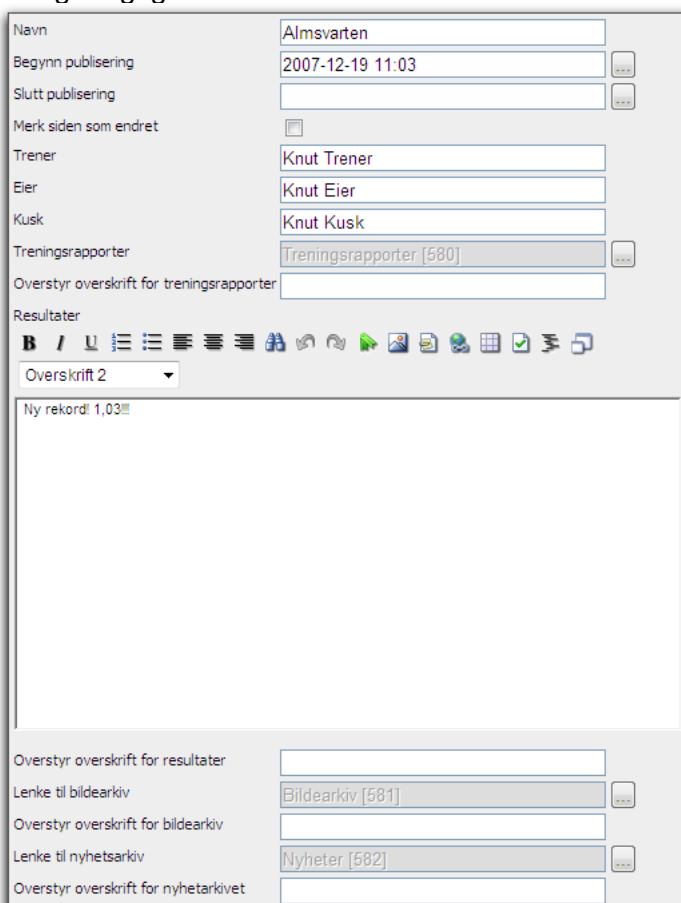 Navn Almsvarten
Begynn publisering 2007-12-19 11:03 ...
Slutt publisering ...
Merk siden som endret
Trener Knut Trener
Eier Knut Eier
Kusk Knut Kusk
Treningsrapporter Treningsrapporter [580] ...
Overstyr overskrift for treningsrapporter
Resultater
B I U
Overskrift 2
Ny rekord! 1,03!!!
Overstyr overskrift for resultater
Lenke til bildearkiv Bildearkiv [581] ...
Overstyr overskrift for bildearkiv
Lenke til nyhetsarkiv Nyheter [582] ...
Overstyr overskrift for nyhetarkivet